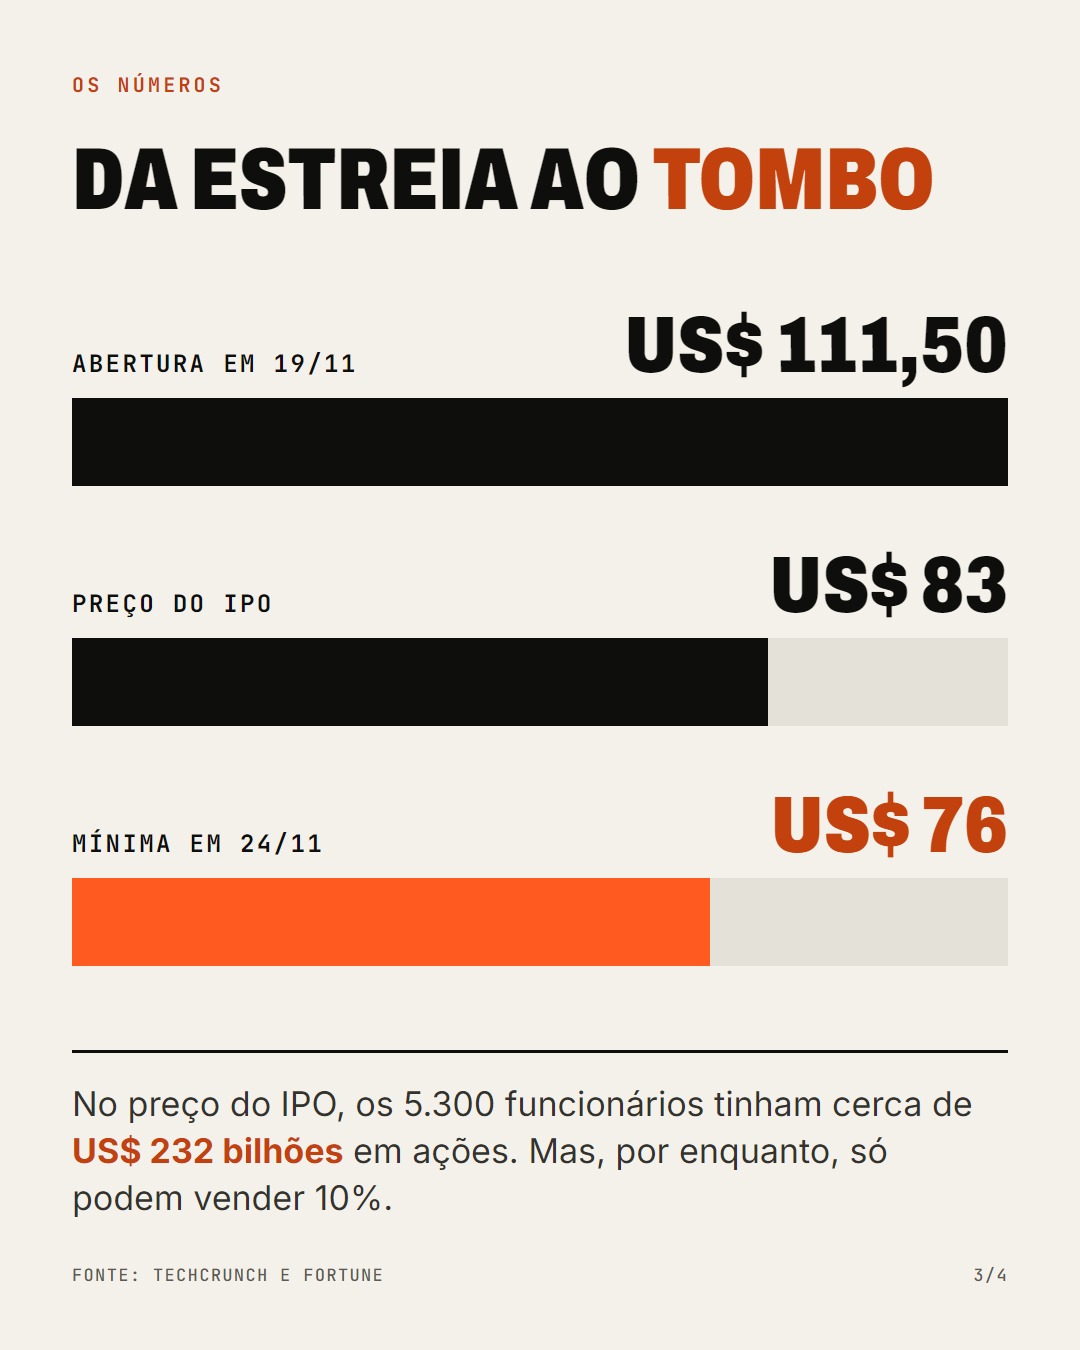 OS NÚMEROS
DA ESTREIA AO TOMBO
ABERTURA EM 19/11
US$ 111,50
PREÇO DO IPO
US$ 83
MÍNIMA EM 24/11
US$ 76
No preço do IPO, os 5.300 funcionários tinham cerca de
US$ 232 bilhões em ações. Mas, por enquanto, só
podem vender 10%.
FONTE: TECHCRUNCH E FORTUNE
3/4